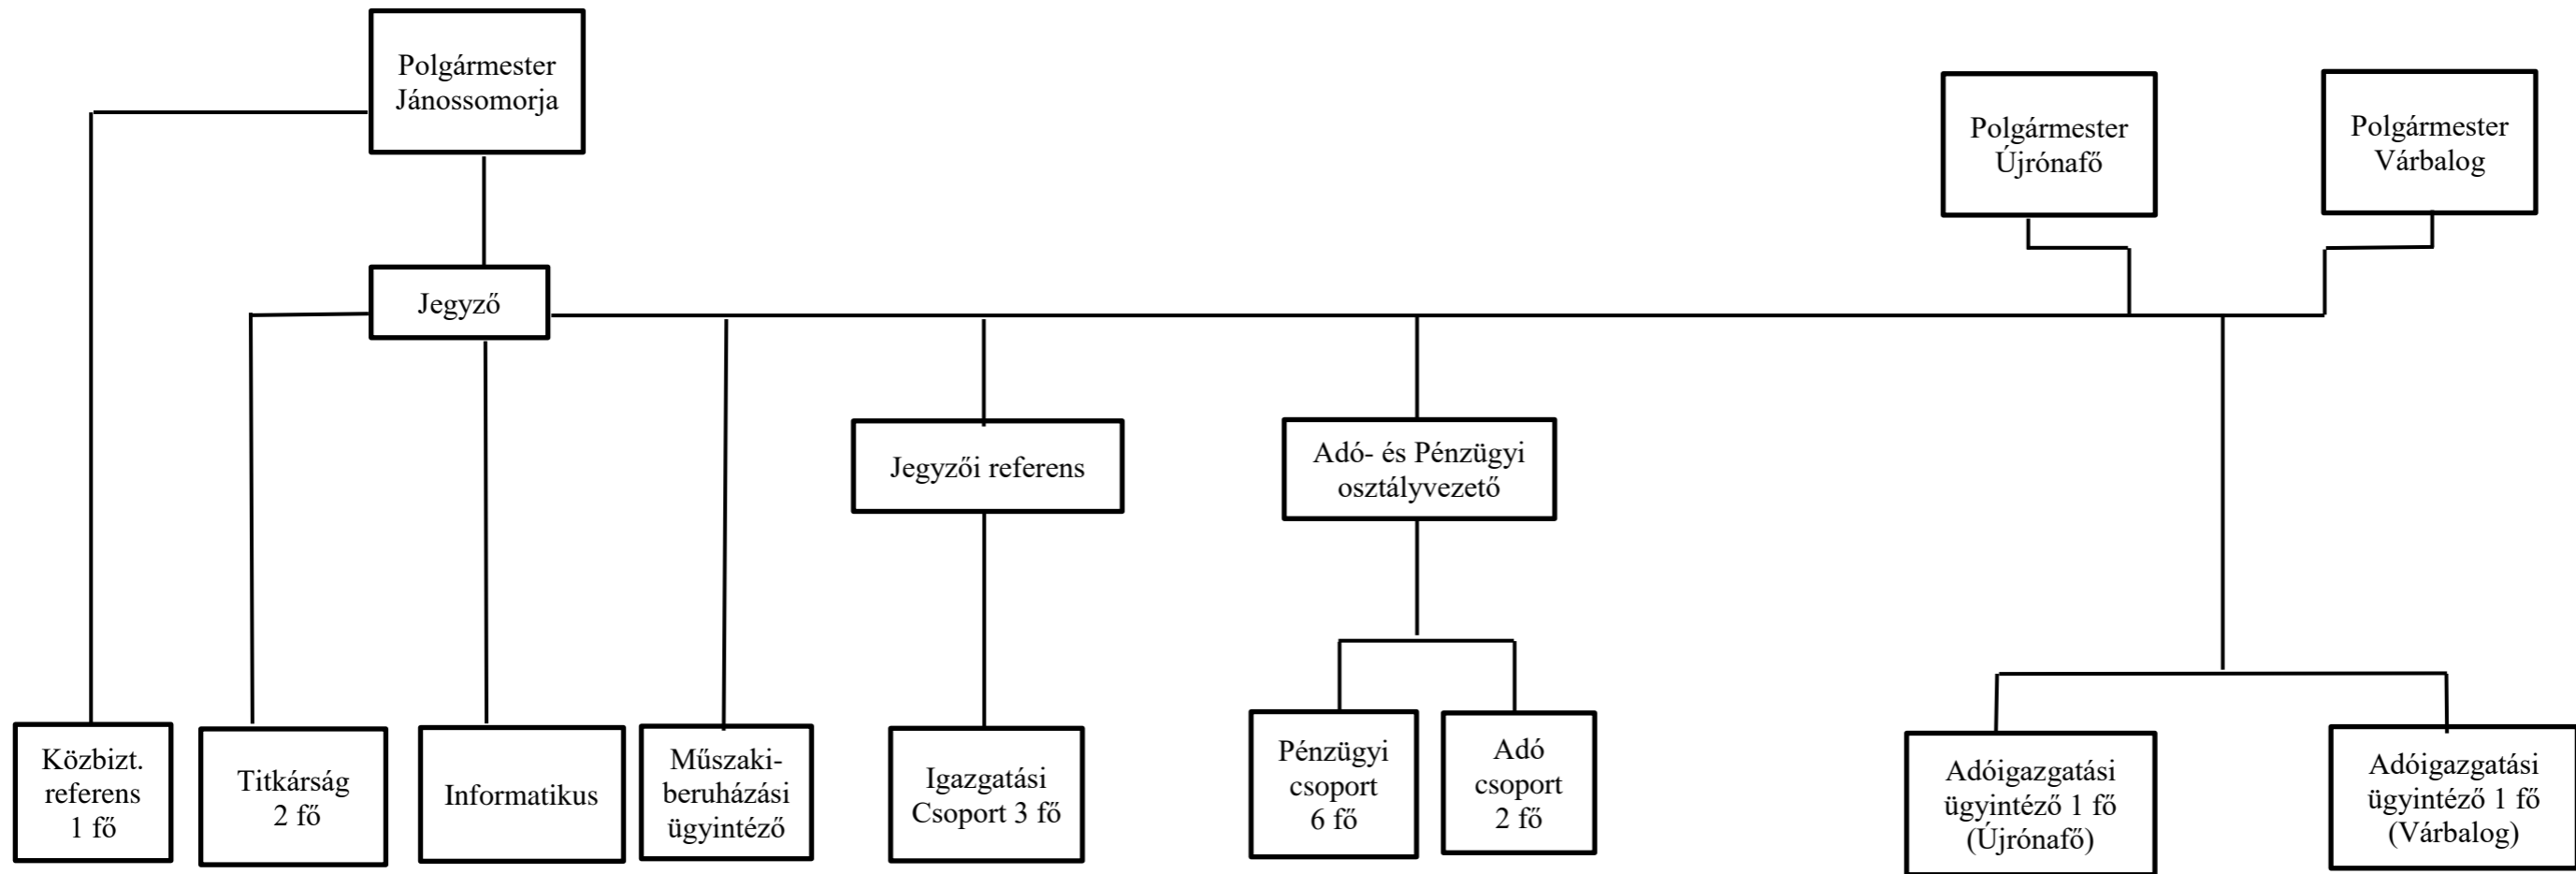 Polgármester
Jánossomorja
Polgármester
Újrónafő
Polgármester
Várbalog
Jegyző
Jegyzői referens
Adó- és Pénzügyi
osztályvezető
Közbizt.
referens
1 fő
Titkárság
2 fő
Informatikus
Műszaki-
beruházási
ügyintéző
Igazgatási
Csoport 3 fő
Pénzügyi
csoport
6 fő
Adó
csoport
2 fő
Adóigazgatási
ügyintéző 1 fő
(Újrónafő)
Adóigazgatási
ügyintéző 1 fő
(Várbalog)